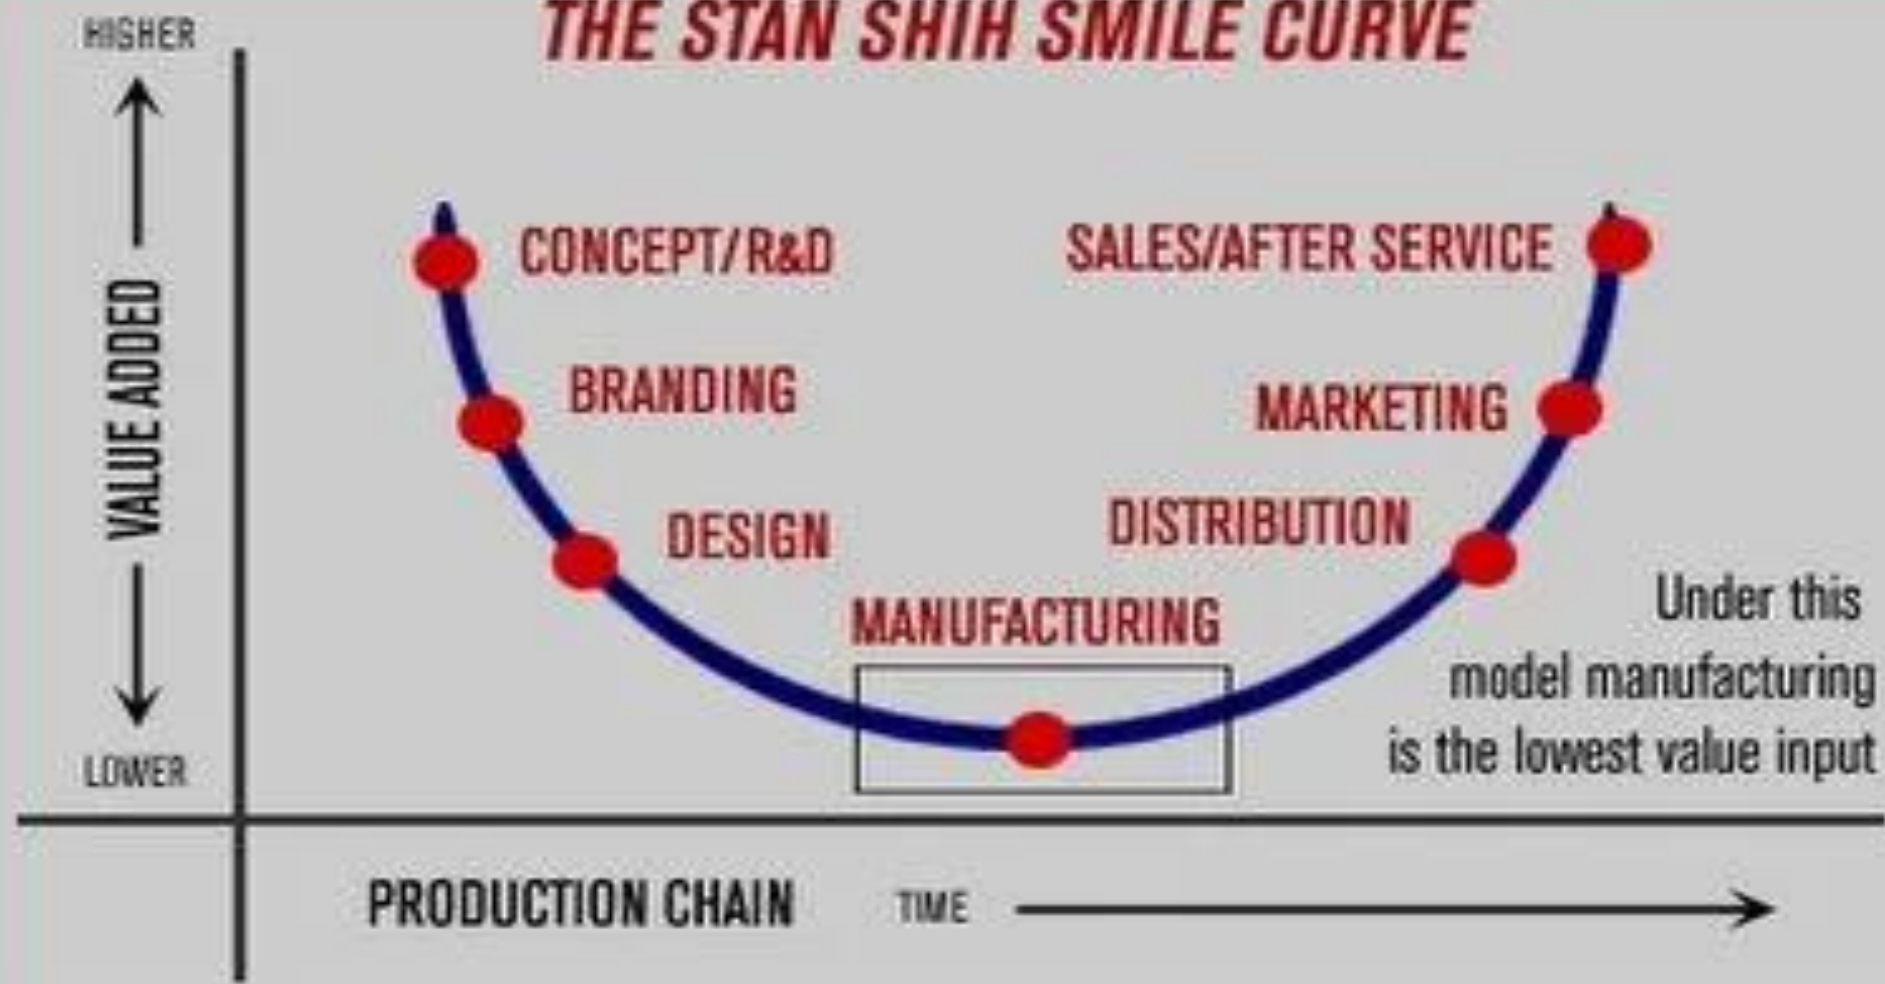 THE STAN SHIH SMILE CURVE
HIGHER
VALUE ADDED
LOWER
CONCEPT/R&D
BRANDING
DESIGN
MANUFACTURING
DISTRIBUTION
MARKETING
SALES/AFTER SERVICE
Under this
model manufacturing
is the lowest value input
PRODUCTION CHAIN TIME